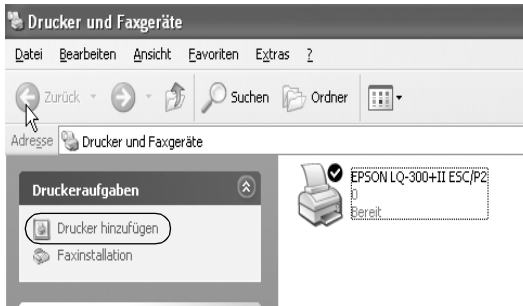 Drucker und Faxgeräte
Datei Bearbeiten Ansicht Favoriten Extras ?
Zurück Suchen Ordner
Adresse Drucker und Faxgeräte
Druckeraufgaben
Drucker hinzufügen
Faxinstallation
EPSON LQ-300+II ESC/P2
0
Bereit